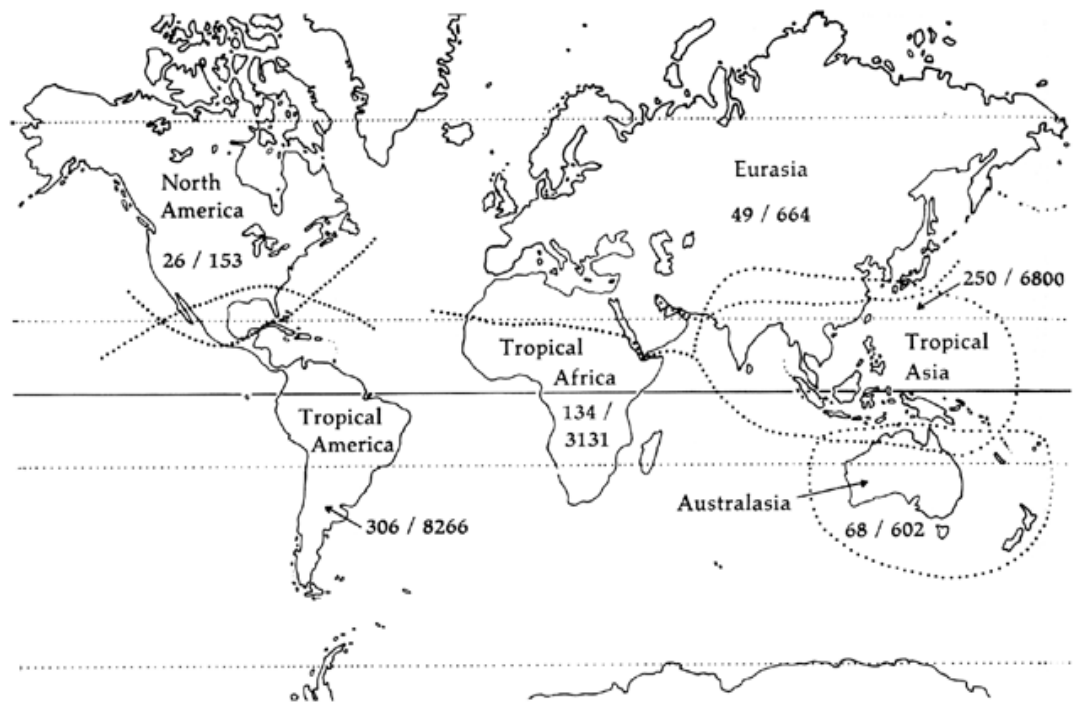 North
America
26 / 153
Eurasia
49 / 664
250 / 6800
Tropical
Asia
Tropical
Africa
134 /
3131
Tropical
America
306 / 8266
Australasia
68 / 602